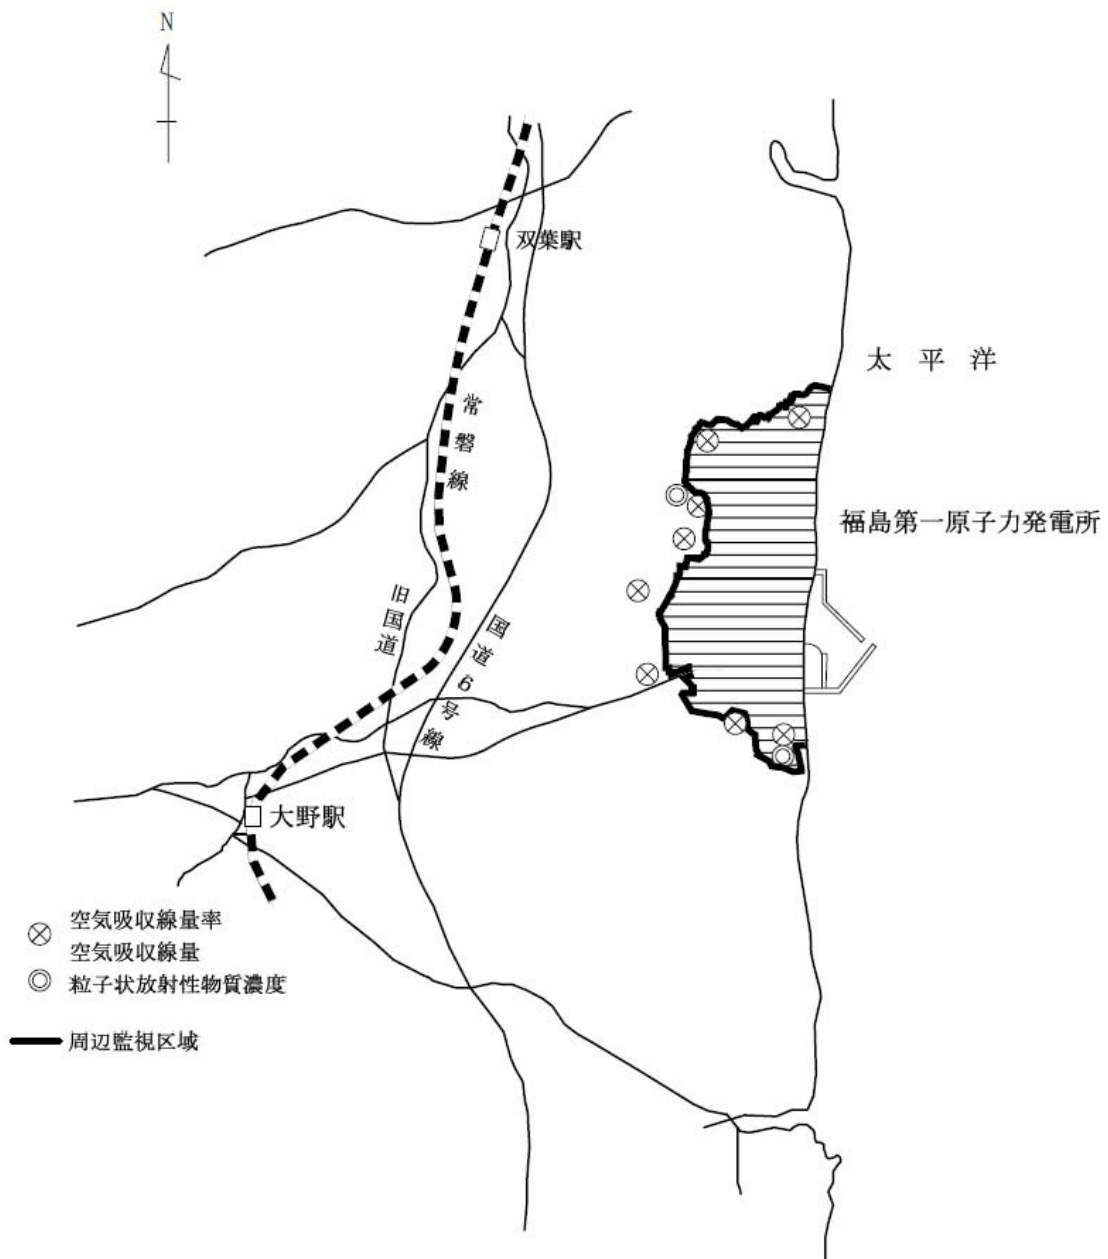 N
双葉駅
太 平 洋
常磐線
福島第一原子力発電所
旧国道
国道6号線
大野駅
空気吸収線量率
空気吸収線量
粒子状放射性物質濃度
周辺監視区域